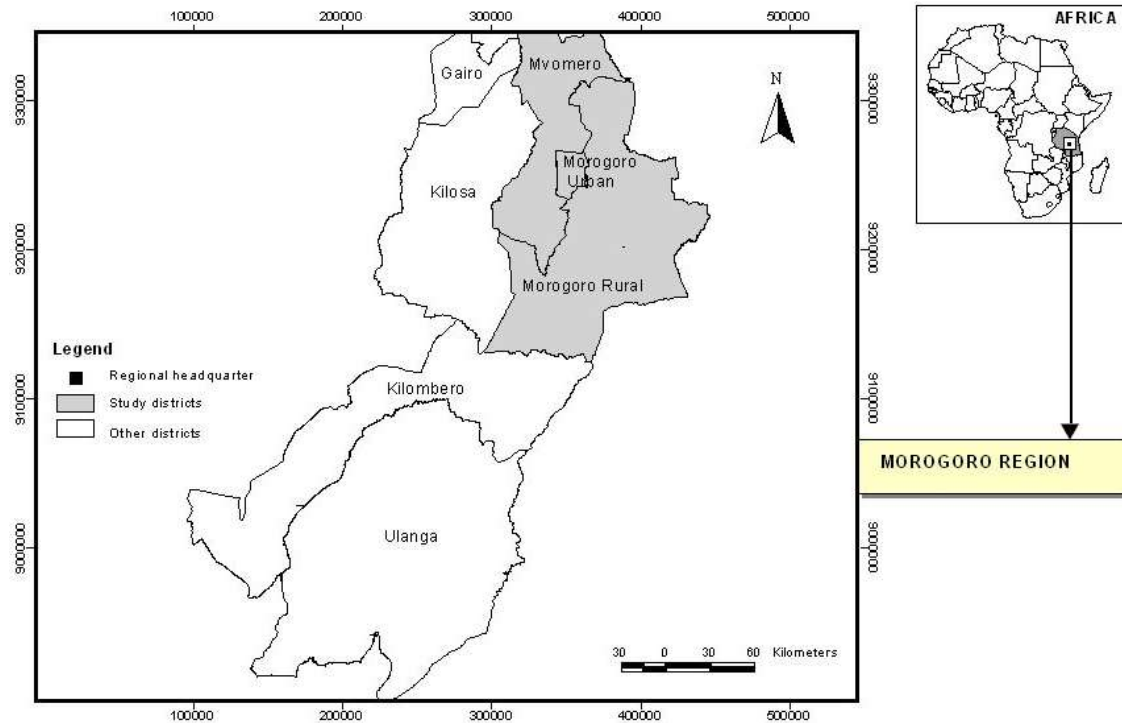 100000 200000 300000 400000 500000
AFRICA
Gairo
Mvomero
N
9300000
9300000
Morogoro
Urban
Kilosa
9200000
9200000
Morogoro Rural
Legend
Regional headquarter
Study districts
Other districts
Kilombero
9100000
9100000
MOROGORO REGION
Ulanga
9000000
9000000
30 0 30 60 Kilometers
100000 200000 300000 400000 500000